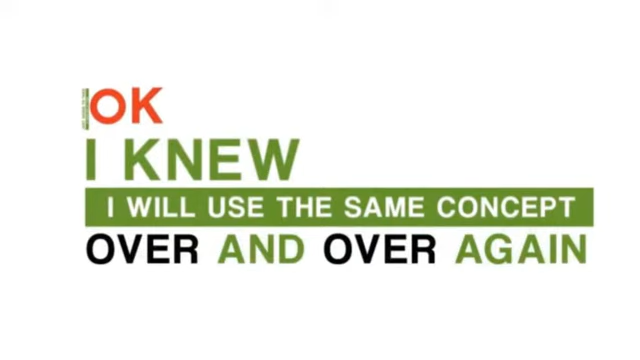 OK
I KNEW
I WILL USE THE SAME CONCEPT
OVER AND OVER AGAIN